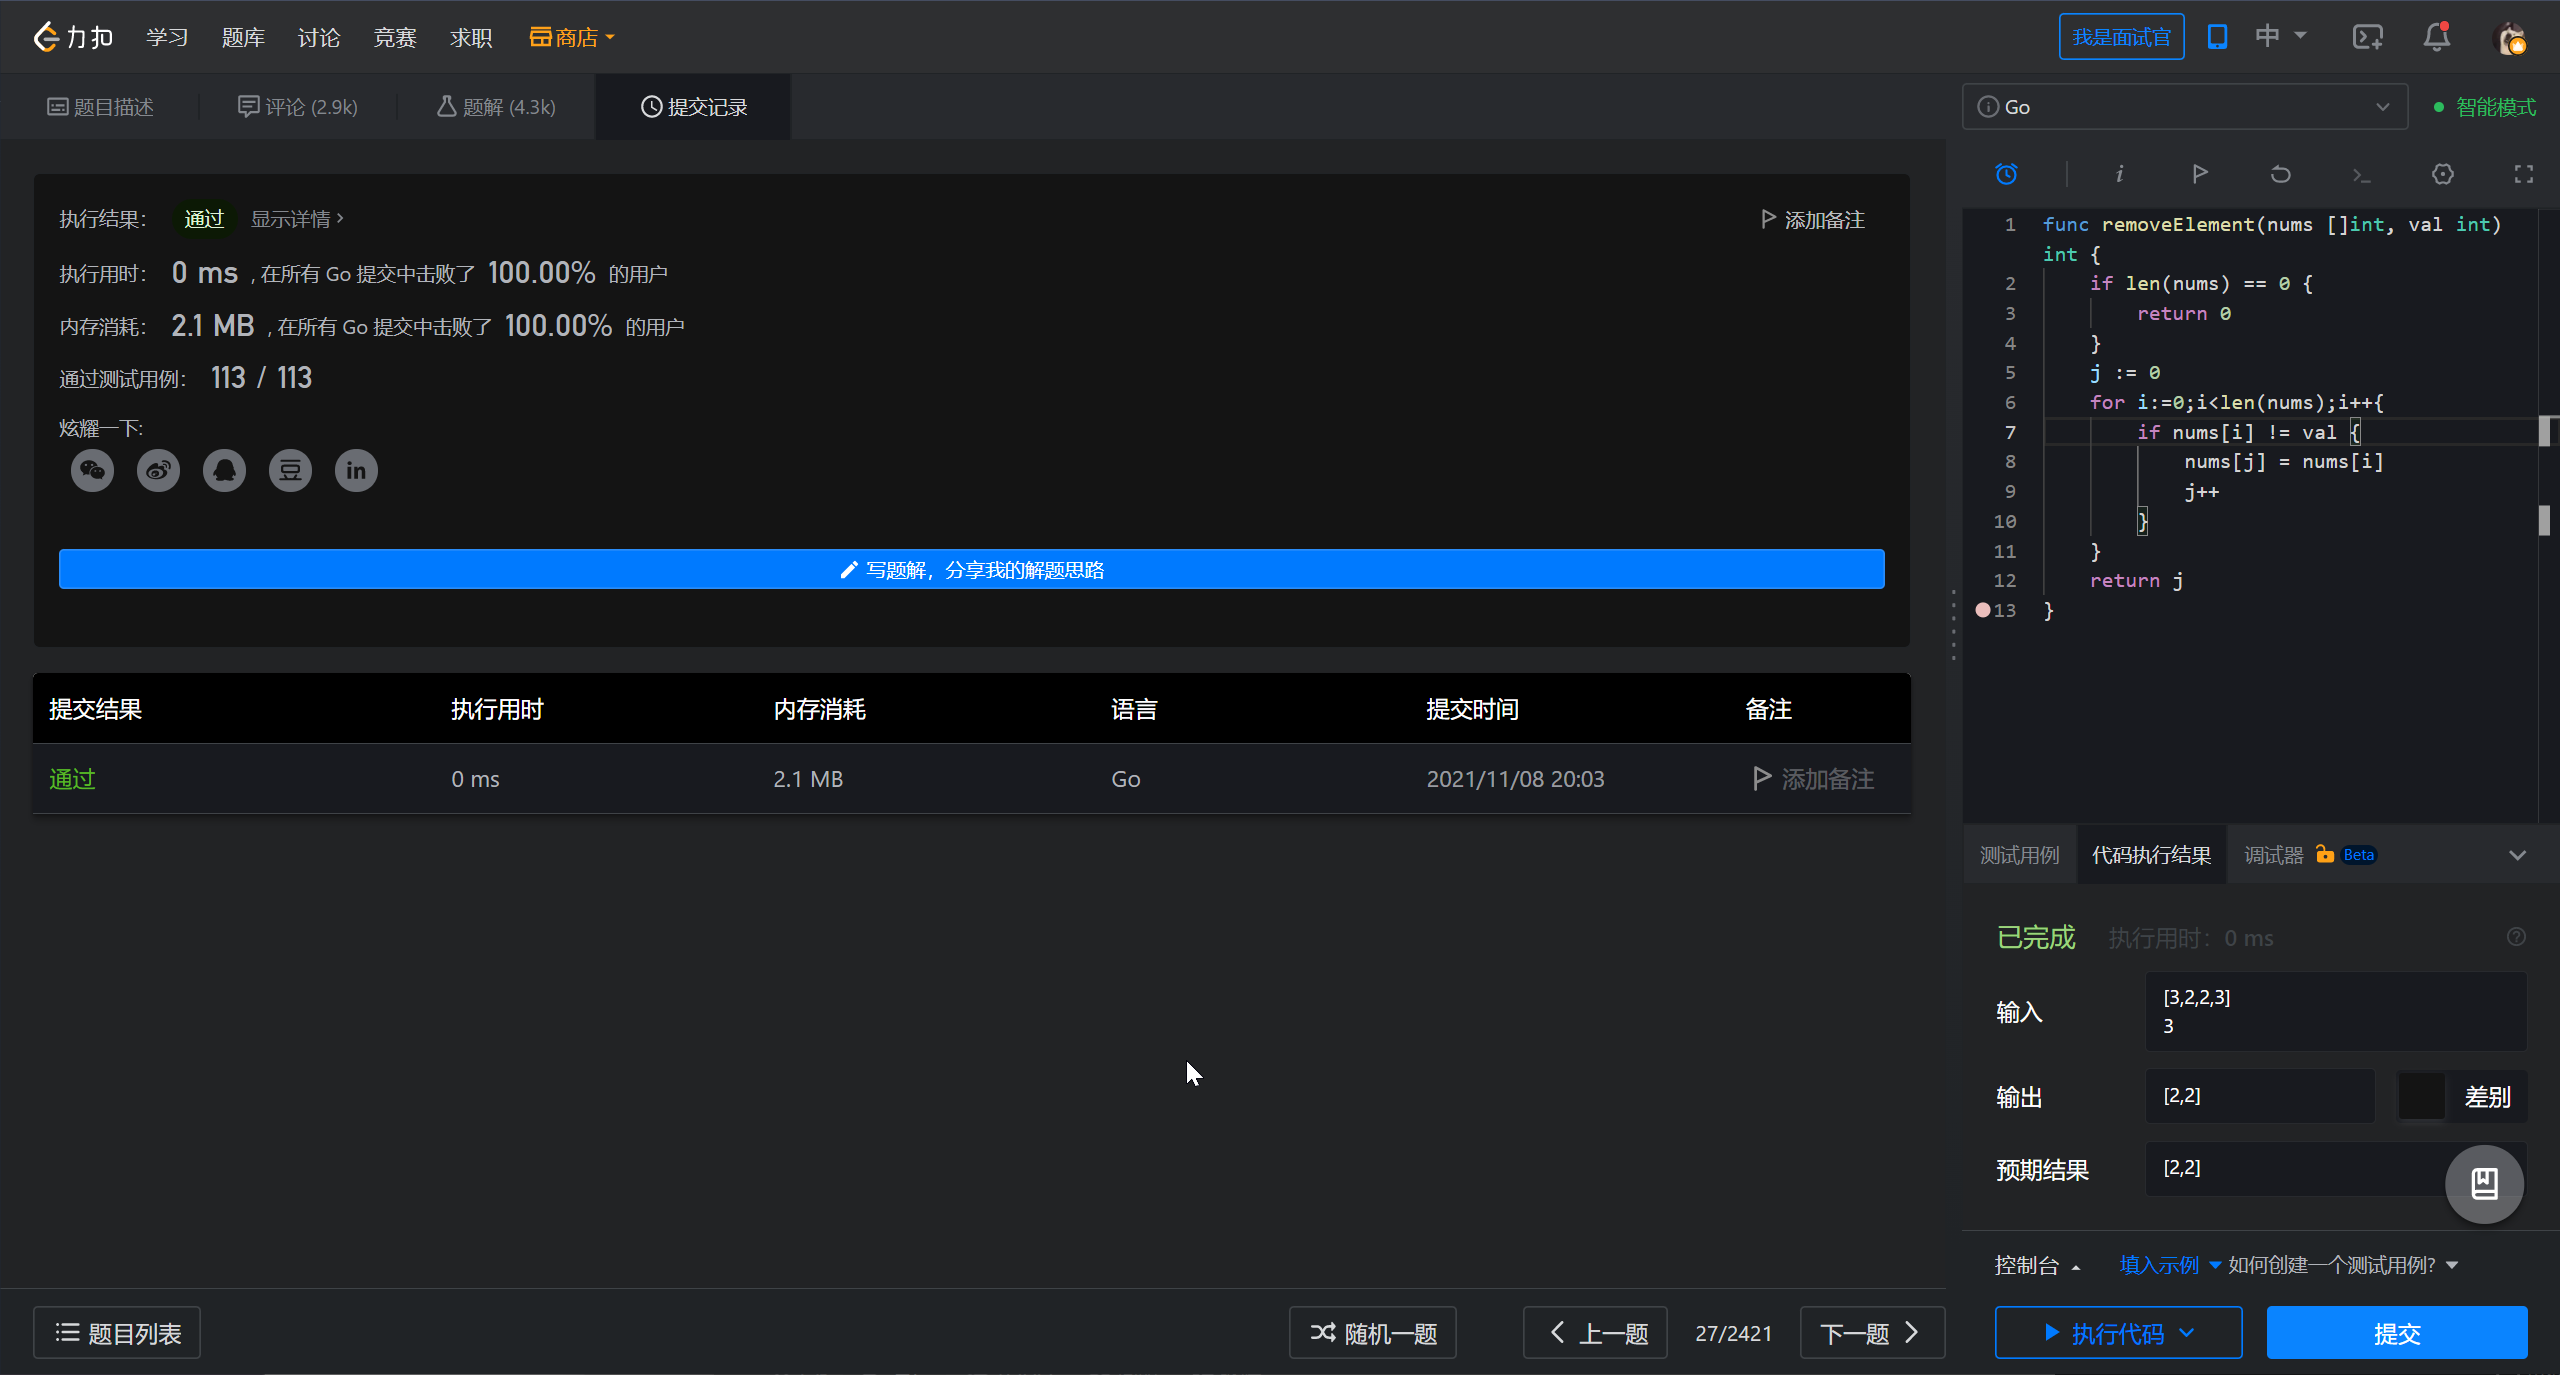 力扣 学习 题库 讨论 竞赛 求职 商店
我是面试官 中
题目描述 评论 (2.9k) 题解 (4.3k) 提交记录
执行结果： 通过 显示详情 ›
添加备注
执行用时： 0 ms , 在所有 Go 提交中击败了 100.00% 的用户
内存消耗： 2.1 MB , 在所有 Go 提交中击败了 100.00% 的用户
通过测试用例： 113 / 113
炫耀一下:
豆 in
写题解，分享我的解题思路
提交结果 执行用时 内存消耗 语言 提交时间 备注
通过 0 ms 2.1 MB Go 2021/11/08 20:03 添加备注
题目列表 随机一题 上一题 27/2421 下一题
Go 智能模式
1 func removeElement(nums []int, val int)
int {
2 if len(nums) == 0 {
3 return 0
4 }
5 j := 0
6 for i:=0;i<len(nums);i++{
7 if nums[i] != val {
8 nums[j] = nums[i]
9 j++
10 }
11 }
12 return j
13 }
测试用例 代码执行结果 调试器 Beta
已完成 执行用时：0 ms
输入
[3,2,2,3]
3
输出 [2,2] 差别
预期结果 [2,2]
控制台 填入示例 如何创建一个测试用例?
执行代码 提交